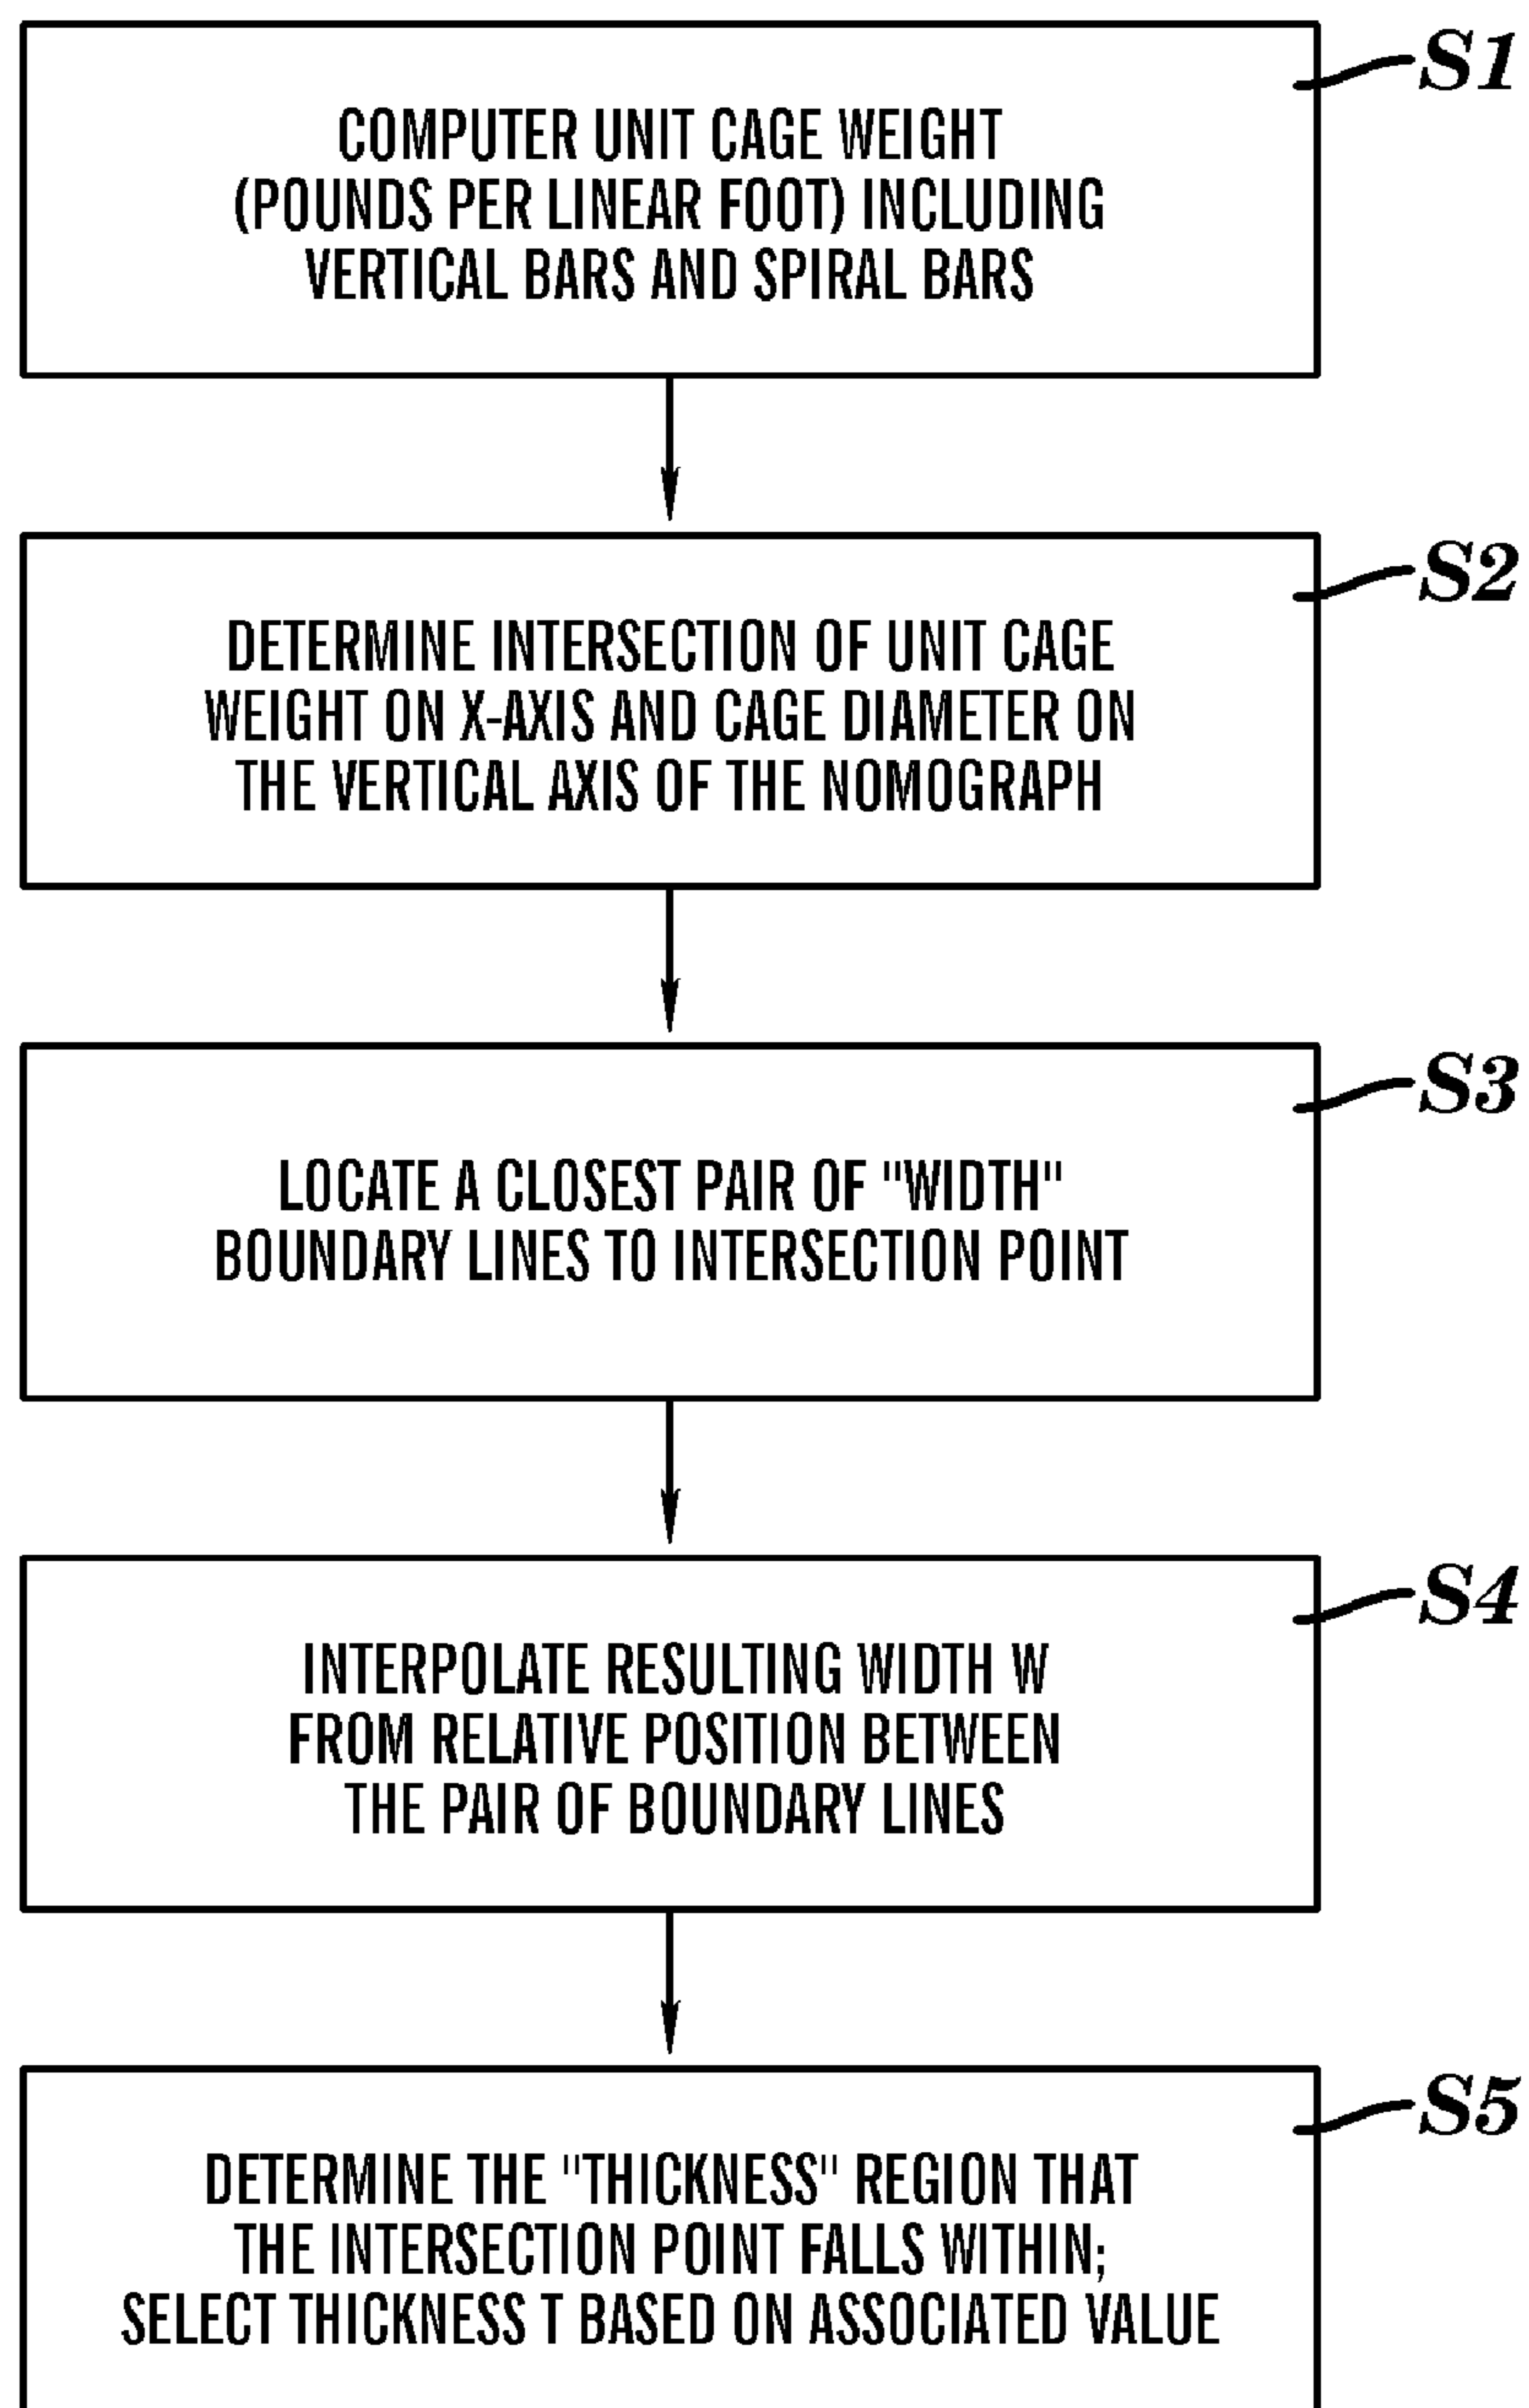 S1
COMPUTER UNIT CAGE WEIGHT
(POUNDS PER LINEAR FOOT) INCLUDING
VERTICAL BARS AND SPIRAL BARS
S2
DETERMINE INTERSECTION OF UNIT CAGE
WEIGHT ON X-AXIS AND CAGE DIAMETER ON
THE VERTICAL AXIS OF THE NOMOGRAPH
S3
LOCATE A CLOSEST PAIR OF "WIDTH"
BOUNDARY LINES TO INTERSECTION POINT
S4
INTERPOLATE RESULTING WIDTH W
FROM RELATIVE POSITION BETWEEN
THE PAIR OF BOUNDARY LINES
S5
DETERMINE THE "THICKNESS" REGION THAT
THE INTERSECTION POINT FALLS WITHIN;
SELECT THICKNESS T BASED ON ASSOCIATED VALUE